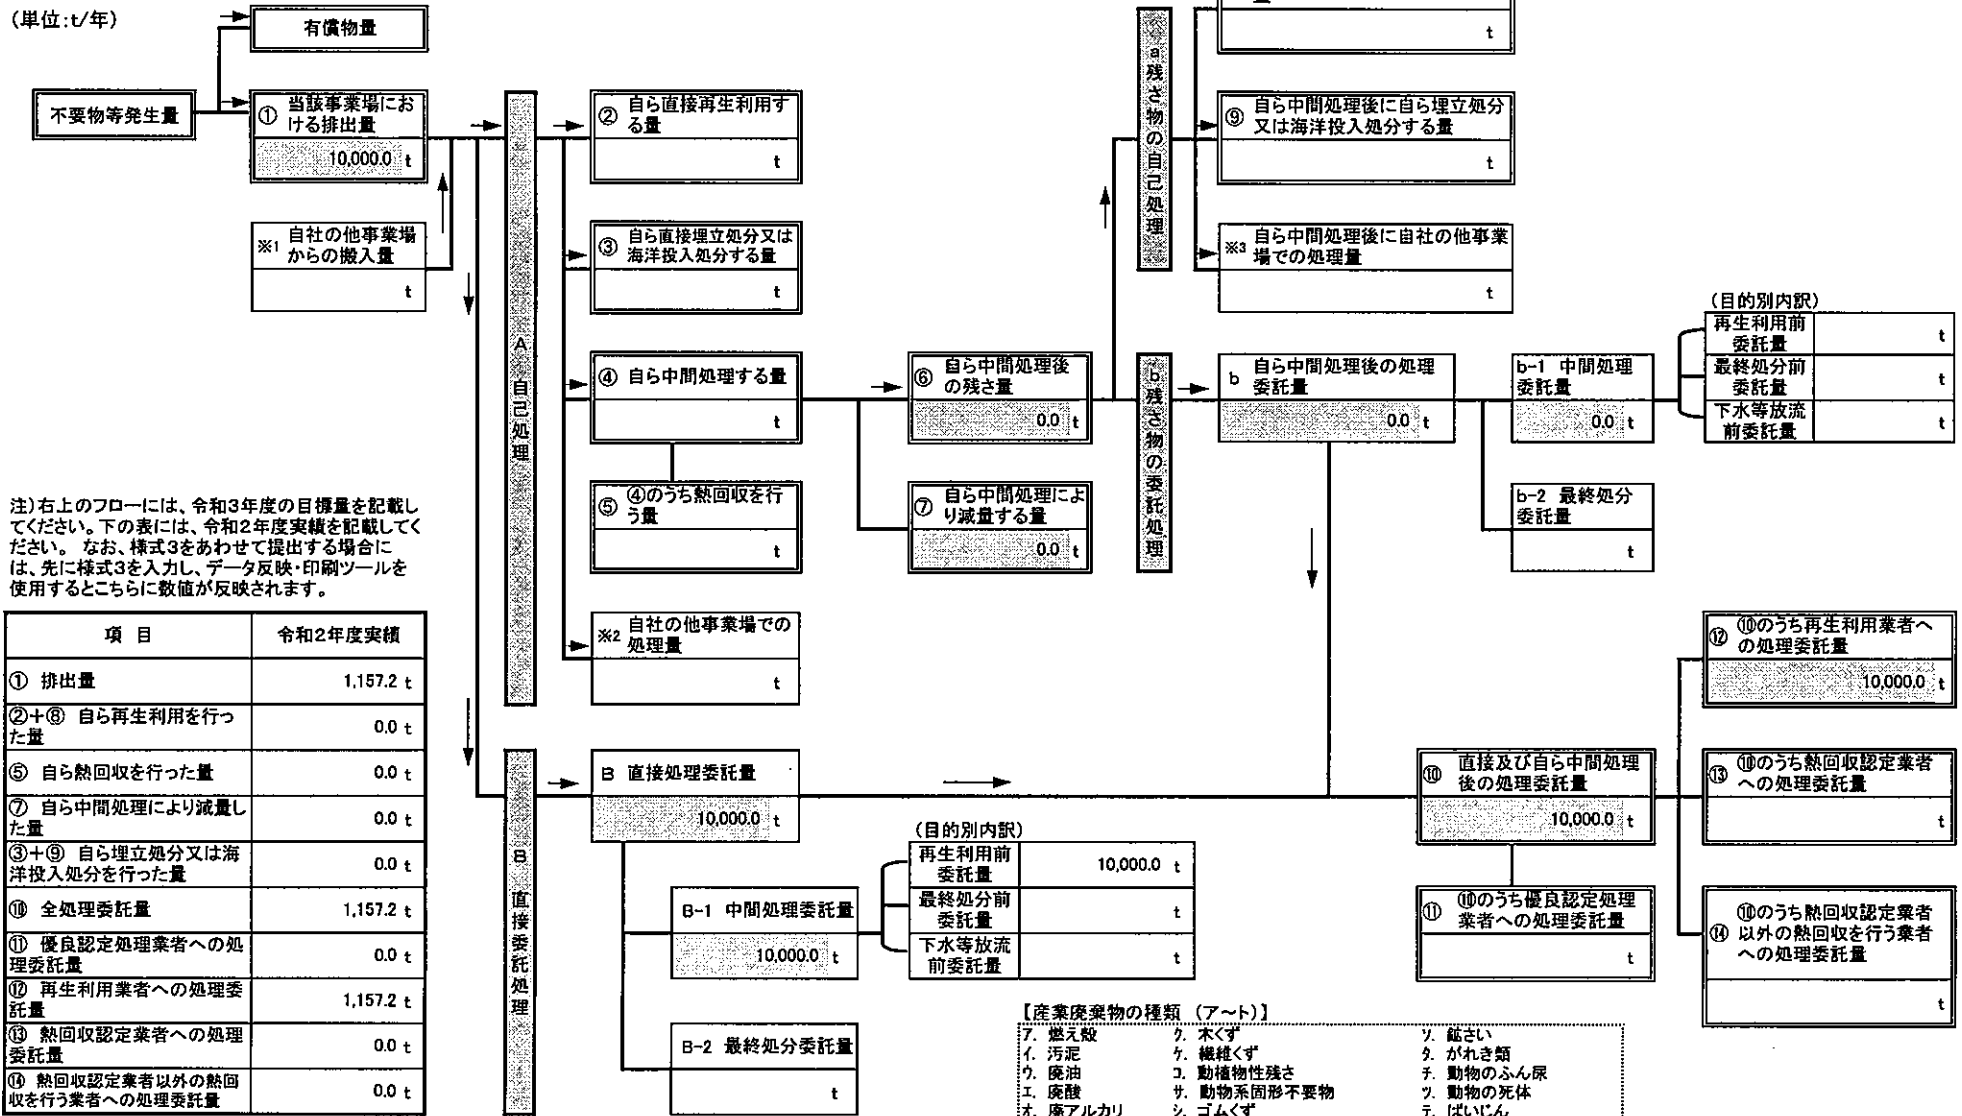 (単位:t/年)
有償物量
不要物等発生量
① 当該事業場にお
ける排出量
10,000.0 t
※1 自社の他事業場
からの搬入量
t
A 自己処理
② 自ら直接再生利用す
る量
t
③ 自ら直接埋立処分又は
海洋投入処分する量
t
④ 自ら中間処理する量
t
⑤ ④のうち熱回収を行
う量
t
※2 自社の他事業場での
処理量
t
⑥ 自ら中間処理後
の残さ量
0.0 t
⑦ 自ら中間処理によ
り減量する量
0.0 t
a 残さ物の自己処理
t
⑨ 自ら中間処理後に自ら埋立処分
又は海洋投入処分する量
t
※3 自ら中間処理後に自社の他事業
場での処理量
t
b 残さ物の委託処理
b 自ら中間処理後の処理
委託量
0.0 t
b-1 中間処理
委託量
0.0 t
(目的別内訳)
再生利用前
委託量
t
最終処分前
委託量
t
下水等放流
前委託量
t
b-2 最終処分
委託量
t
注)右上のフローには、令和3年度の目標量を記載し
てください。下の表には、令和2年度実績を記載してく
ださい。 なお、様式3をあわせて提出する場合に
は、先に様式3を入力し、データ反映・印刷ツールを
使用するとこちらに数値が反映されます。
項 目 令和2年度実績
① 排出量 1,157.2 t
②+⑧ 自ら再生利用を行っ
た量 0.0 t
⑤ 自ら熱回収を行った量 0.0 t
⑦ 自ら中間処理により減量し
た量 0.0 t
③+⑨ 自ら埋立処分又は海
洋投入処分を行った量 0.0 t
⑩ 全処理委託量 1,157.2 t
⑪ 優良認定処理業者への処
理委託量 0.0 t
⑫ 再生利用業者への処理委
託量 1,157.2 t
⑬ 熱回収認定業者への処理
委託量 0.0 t
⑭ 熱回収認定業者以外の熱回
収を行う業者への処理委託量 0.0 t
B 直接委託処理
B 直接処理委託量
10,000.0 t
B-1 中間処理委託量
10,000.0 t
(目的別内訳)
再生利用前
委託量
10,000.0 t
最終処分前
委託量
t
下水等放流
前委託量
t
B-2 最終処分委託量
t
⑩ 直接及び自ら中間処理
後の処理委託量
10,000.0 t
⑪ ⑩のうち優良認定処理
業者への処理委託量
t
⑫ ⑩のうち再生利用業者へ
の処理委託量
10,000.0 t
⑬ ⑩のうち熱回収認定業者
への処理委託量
t
⑭ ⑩のうち熱回収認定業者
以外の熱回収を行う業者
への処理委託量
t
【産業廃棄物の種類 (ア〜ト)】
ア. 燃え殻 ク. 木くず ソ. 鉱さい
イ. 汚泥 ケ. 繊維くず タ. がれき類
ウ. 廃油 コ. 動植物性残さ チ. 動物のふん尿
エ. 廃酸 サ. 動物系固形不要物 ツ. 動物の死体
オ. 廃アルカリ シ. ゴムくず テ. ばいじん